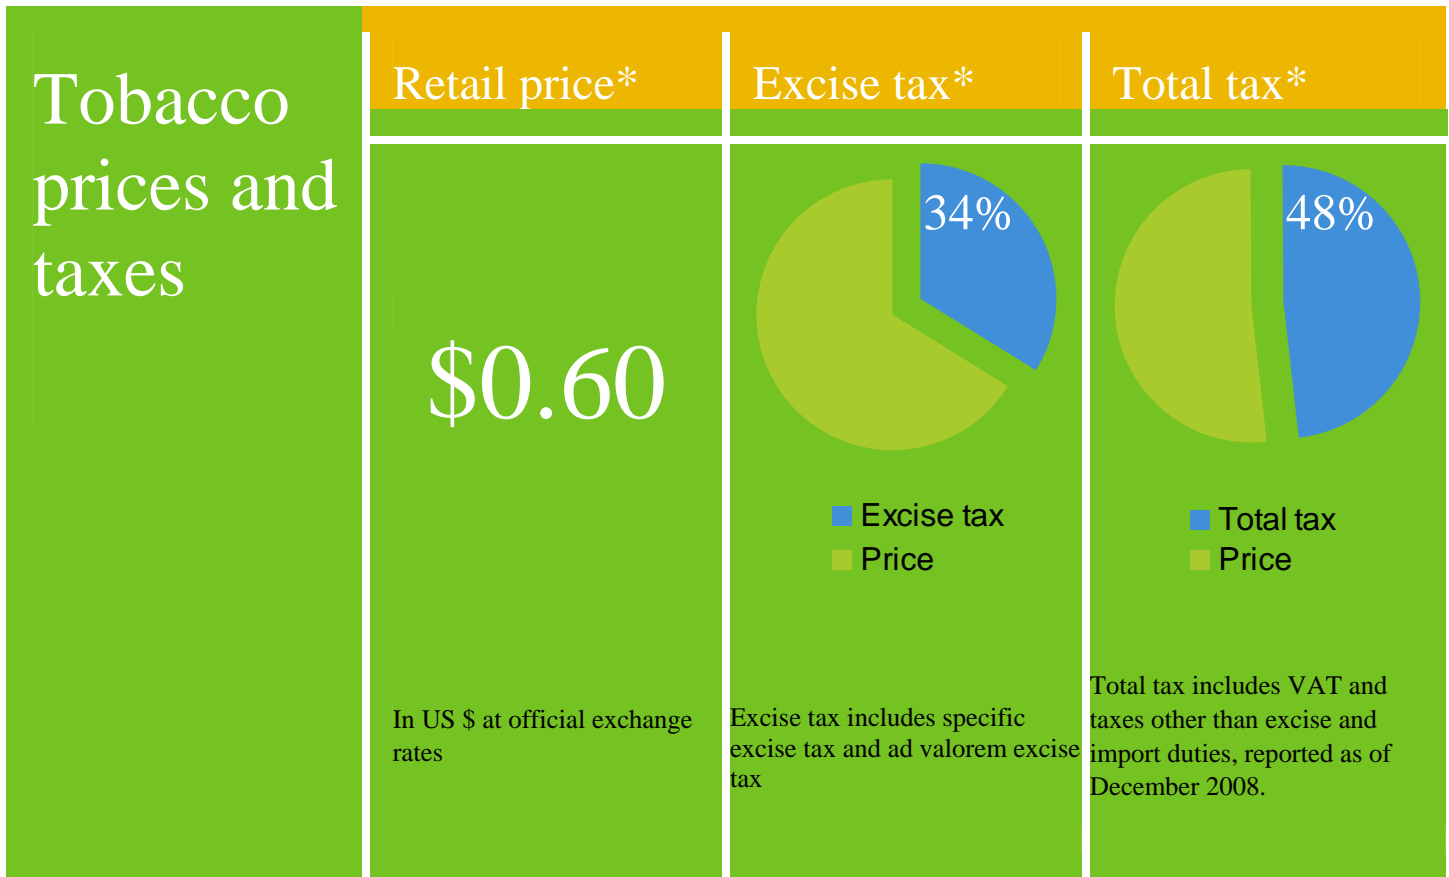 Tobacco
prices and
taxes
Retail price*
Excise tax*
Total tax*
$0.60
34%
48%
Excise tax
Price
Total tax
Price
In US $ at official exchange
rates
Excise tax includes specific
excise tax and ad valorem excise
tax
Total tax includes VAT and
taxes other than excise and
import duties, reported as of
December 2008.